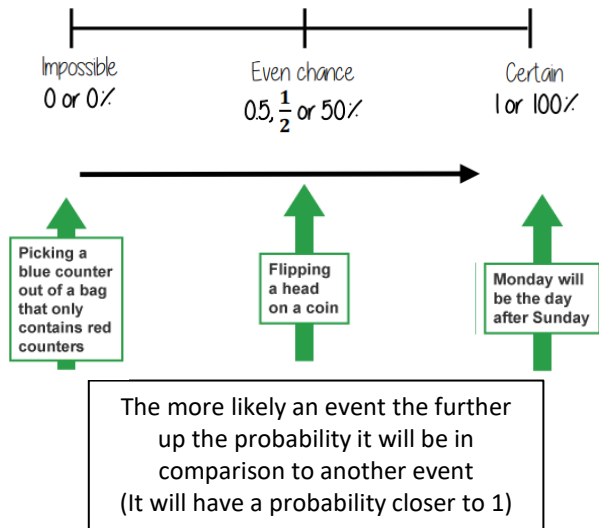 Impossible
0 or 0%
Even chance
0.5, 1/2 or 50%
Certain
1 or 100%
Picking a
blue counter
out of a bag
that only
contains red
counters
Flipping
a head
on a coin
Monday will
be the day
after Sunday
The more likely an event the further
up the probability it will be in
comparison to another event
(It will have a probability closer to 1)